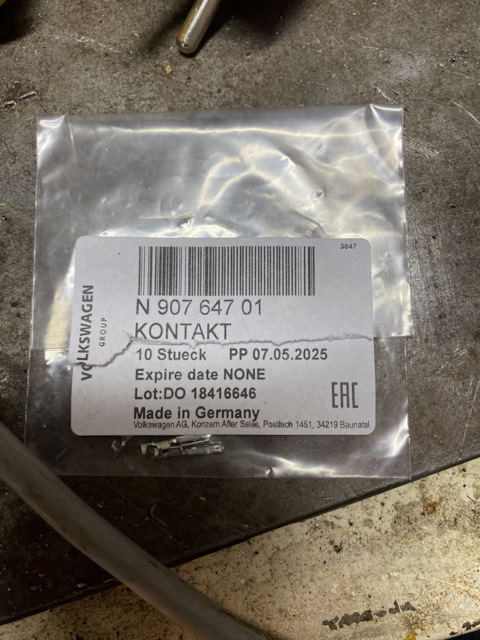 3847
N 907 647 01
KONTAKT
VOLKSWAGEN
GROUP
10 Stueck PP 07.05.2025
Expire date NONE
Lot:DO 18416646
EAC
Made in Germany
Volkswagen AG, Konzern After Sales, Postfach 1451, 34219 Baunatal